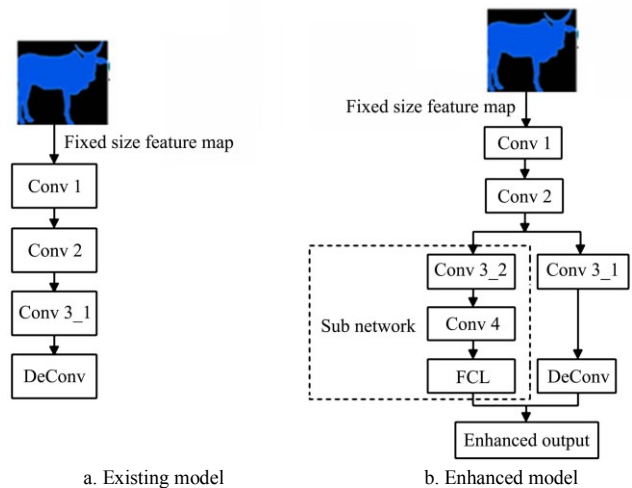 Fixed size feature map
Conv 1
Conv 2
Conv 3_1
DeConv
a. Existing model
Fixed size feature map
Conv 1
Conv 2
Sub network
Conv 3_2
Conv 4
FCL
Conv 3_1
DeConv
Enhanced output
b. Enhanced model